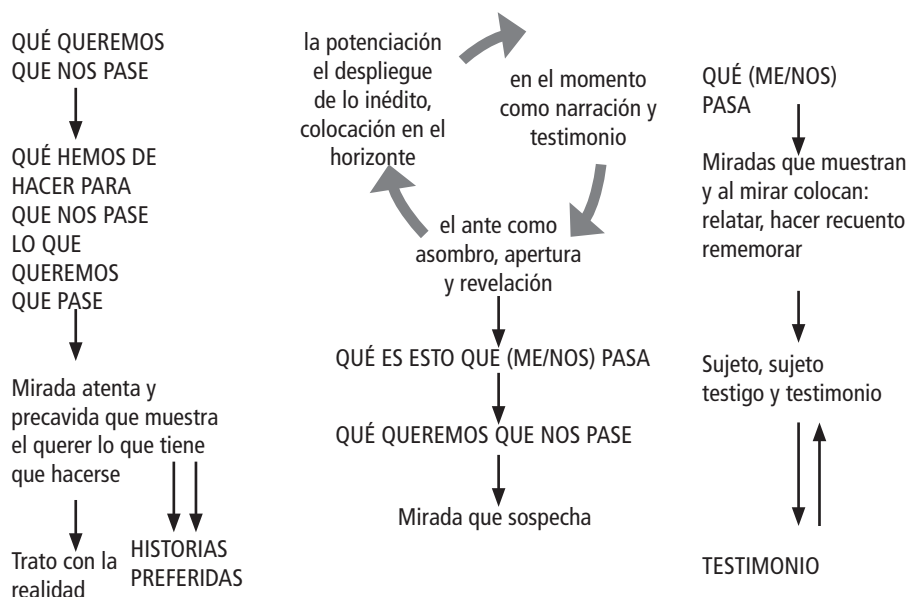 QUÉ QUEREMOS
QUE NOS PASE
QUÉ HEMOS DE
HACER PARA
QUE NOS PASE
LO QUE
QUEREMOS
QUE PASE
Mirada atenta y
precavida que muestra
el querer lo que tiene
que hacerse
Trato con la
realidad
HISTORIAS
PREFERIDAS
la potenciación
el despliegue
de lo inédito,
colocación en el
horizonte
en el momento
como narración y
testimonio
el ante como
asombro, apertura
y revelación
QUÉ ES ESTO QUE (ME/NOS) PASA
QUÉ QUEREMOS QUE NOS PASE
Mirada que sospecha
QUÉ (ME/NOS)
PASA
Miradas que muestran
y al mirar colocan:
relatar, hacer recuento
rememorar
Sujeto, sujeto
testigo y testimonio
TESTIMONIO